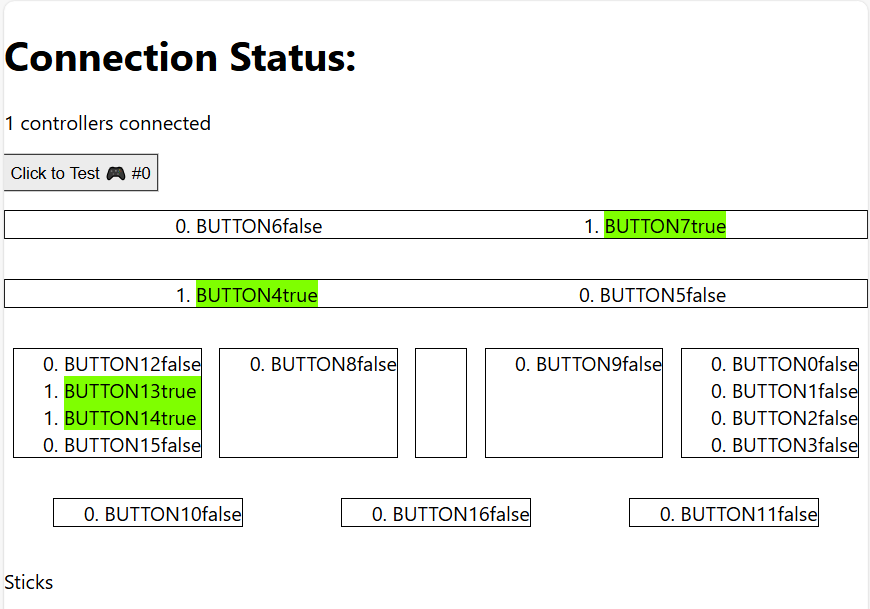 Connection Status:
1 controllers connected
Click to Test 🎮 #0
0. BUTTON6false 1. BUTTON7true
1. BUTTON4true 0. BUTTON5false
0. BUTTON12false
1. BUTTON13true
1. BUTTON14true
0. BUTTON15false
0. BUTTON8false
0. BUTTON9false
0. BUTTON0false
0. BUTTON1false
0. BUTTON2false
0. BUTTON3false
0. BUTTON10false 0. BUTTON16false 0. BUTTON11false
Sticks